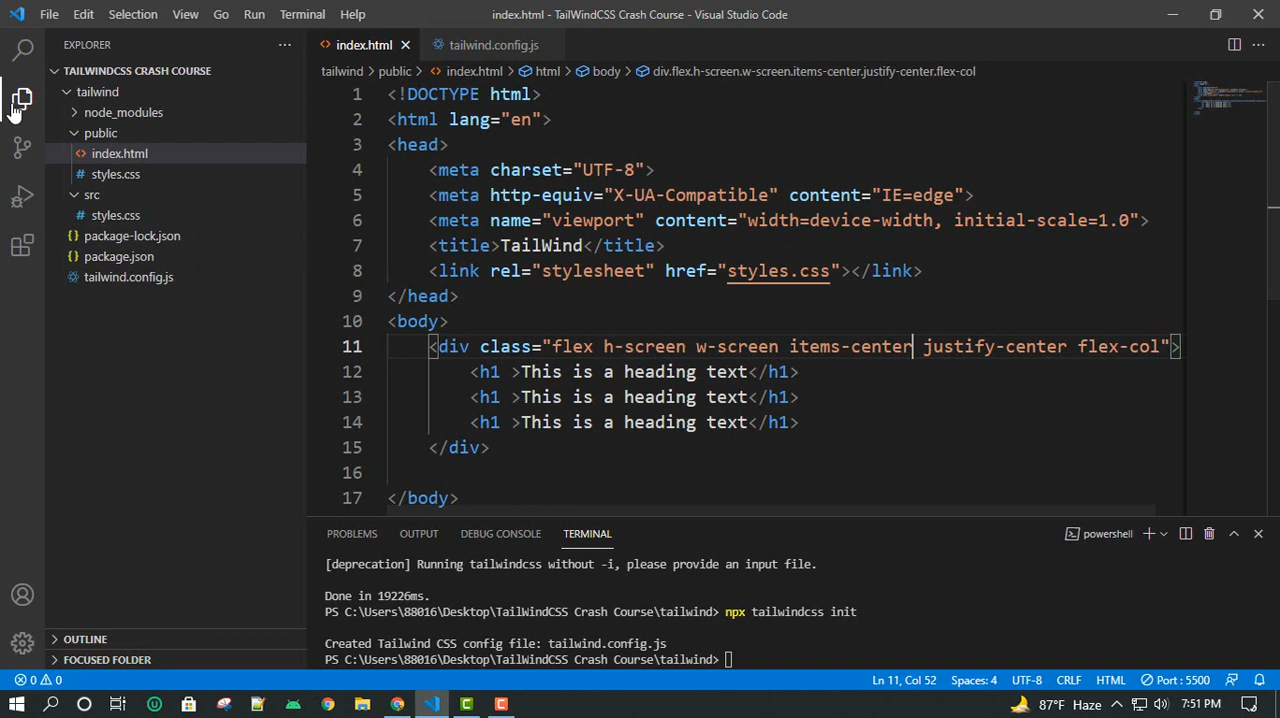 File Edit Selection View Go Run Terminal Help index.html - TailWindCSS Crash Course - Visual Studio Code
EXPLORER
index.html
tailwind.config.js
TAILWINDCSS CRASH COURSE
tailwind
node_modules
public
index.html
styles.css
src
styles.css
package-lock.json
package.json
tailwind.config.js
OUTLINE
FOCUSED FOLDER
tailwind > public > index.html > html > body > div.flex.h-screen.w-screen.items-center.justify-center.flex-col
1 <!DOCTYPE html>
2 <html lang="en">
3 <head>
4 <meta charset="UTF-8">
5 <meta http-equiv="X-UA-Compatible" content="IE=edge">
6 <meta name="viewport" content="width=device-width, initial-scale=1.0">
7 <title>TailWind</title>
8 <link rel="stylesheet" href="styles.css"></link>
9 </head>
10 <body>
11 <div class="flex h-screen w-screen items-center justify-center flex-col">
12 <h1 >This is a heading text</h1>
13 <h1 >This is a heading text</h1>
14 <h1 >This is a heading text</h1>
15 </div>
16
17 </body>
PROBLEMS OUTPUT DEBUG CONSOLE TERMINAL powershell
[deprecation] Running tailwindcss without -i, please provide an input file.
Done in 19226ms.
PS C:\Users\88016\Desktop\TailWindCSS Crash Course\tailwind> npx tailwindcss init
Created Tailwind CSS config file: tailwind.config.js
PS C:\Users\88016\Desktop\TailWindCSS Crash Course\tailwind>
0 0 Ln 11, Col 52 Spaces: 4 UTF-8 CRLF HTML Port : 5500
87°F Haze 7:51 PM